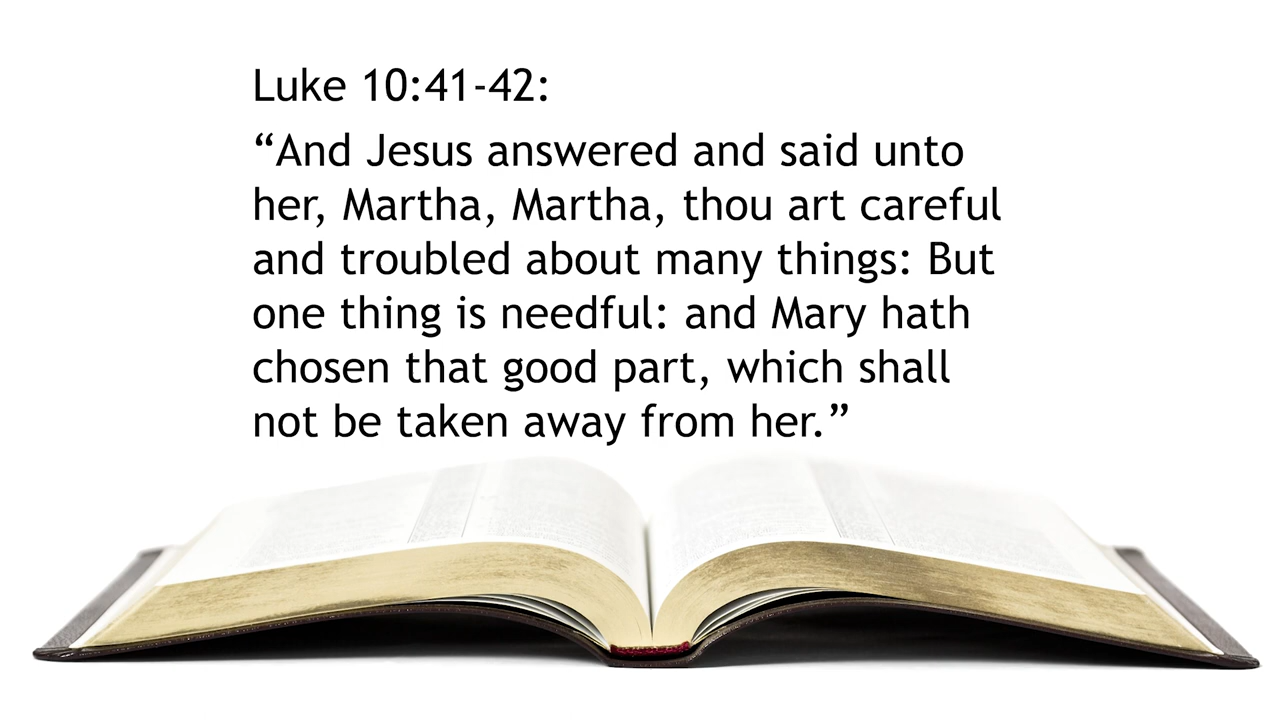 Luke 10:41-42:
“And Jesus answered and said unto
her, Martha, Martha, thou art careful
and troubled about many things: But
one thing is needful: and Mary hath
chosen that good part, which shall
not be taken away from her.”